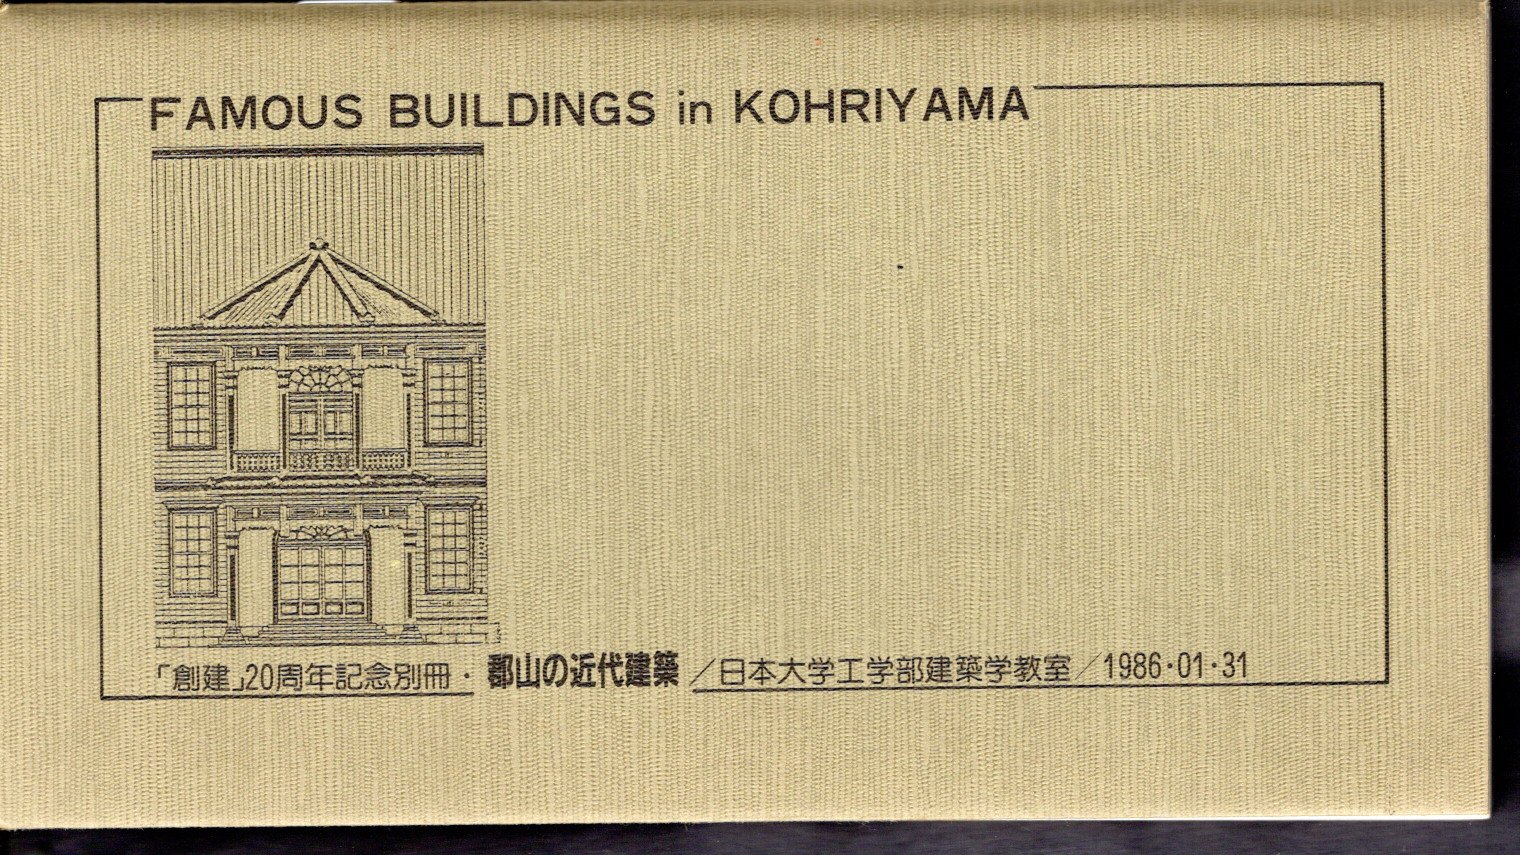 FAMOUS BUILDINGS in KOHRIYAMA
「創建」20周年記念別冊・郡山の近代建築/日本大学工学部建築学教室/1986・01・31